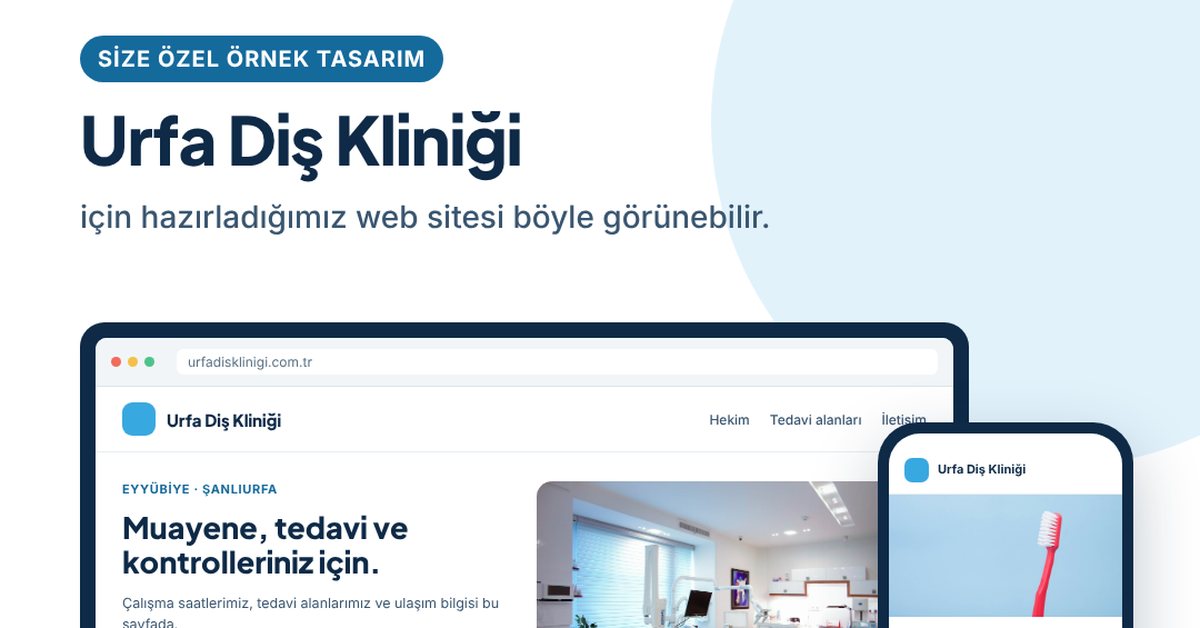 SİZE ÖZEL ÖRNEK TASARIM
Urfa Diş Kliniği
için hazırladığımız web sitesi böyle görünebilir.
urfadisklinigi.com.tr
Urfa Diş Kliniği
Hekim Tedavi alanları İletişim
Urfa Diş Kliniği
EYYÜBİYE · ŞANLIURFA
Muayene, tedavi ve
kontrolleriniz için.
Çalışma saatlerimiz, tedavi alanlarımız ve ulaşım bilgisi bu
sayfada.